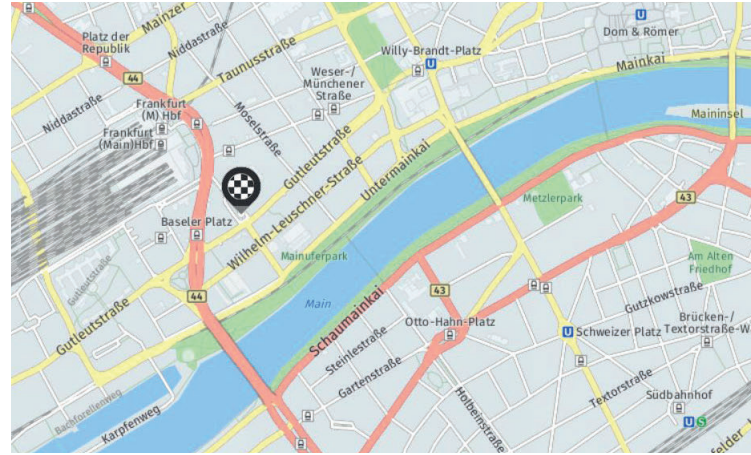 Mainzer
Platz der
Republik
Niddastraße
44
Taunusstraße
Willy-Brandt-Platz
U
Dom & Römer
U
Weser-/
Münchener
Straße
Mainkai
Niddastraße
Frankfurt
(M) Hbf
Frankfurt
(Main)Hbf
Moselstraße
Gutleutstraße
Untermainkai
Maininsel
Wilhelm-Leuschner-Straße
Metzlerpark
43
Baseler Platz
Mainuferpark
Am Alten
Friedhof
Gutleutstraße
44
Main
43
Gutzkowstraße
Gutleutstraße
Schaumainkai
Otto-Hahn-Platz
U Schweizer Platz
Brücken-/
Textorstraße-W
Steinlestraße
Gartenstraße
Textorstraße
Bachforellenweg
Karpfenweg
Holbeinstraße
Südbahnhof
U S
felder